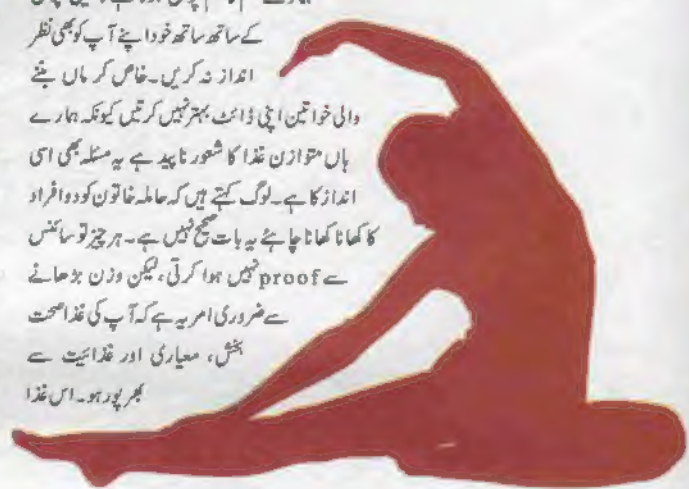 کے ساتھ ساتھ خود اپنے آپ کو بھی نظر
انداز نہ کریں۔ خاص کر ماں بننے
والی خواتین اپنی ڈائٹ بہتر نہیں کرتیں کیونکہ ہمارے
ہاں متوازن غذا کا شعور ناپید ہے یہ مسئلہ بھی اسی
انداز کا ہے۔ لوگ کہتے ہیں کہ حاملہ خاتون کو دو افراد
کا کھانا کھانا چاہئے یہ بات صحیح نہیں ہے۔ ہر چیز تو سائنس
سے proof نہیں ہوا کرتی، لیکن وزن بڑھانے
سے ضروری امر یہ ہے کہ آپ کی غذا صحت
بخش، معیاری اور غذائیت سے
بھرپور ہو۔ اس غذا